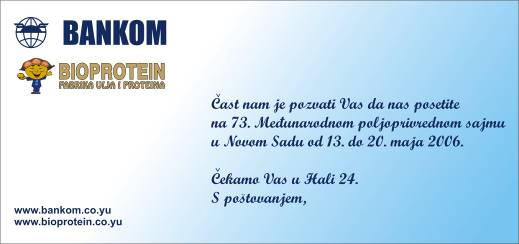 BANKOM
BIOPROTEIN
FABRIKA ULJA I PROTEINA
Čast nam je pozvati Vas da nas posetite
na 73. Međunarodnom poljoprivrednom sajmu
u Novom Sadu od 13. do 20. maja 2006.
Čekamo Vas u Hali 24.
S poštovanjem,
www.bankom.co.yu
www.bioprotein.co.yu